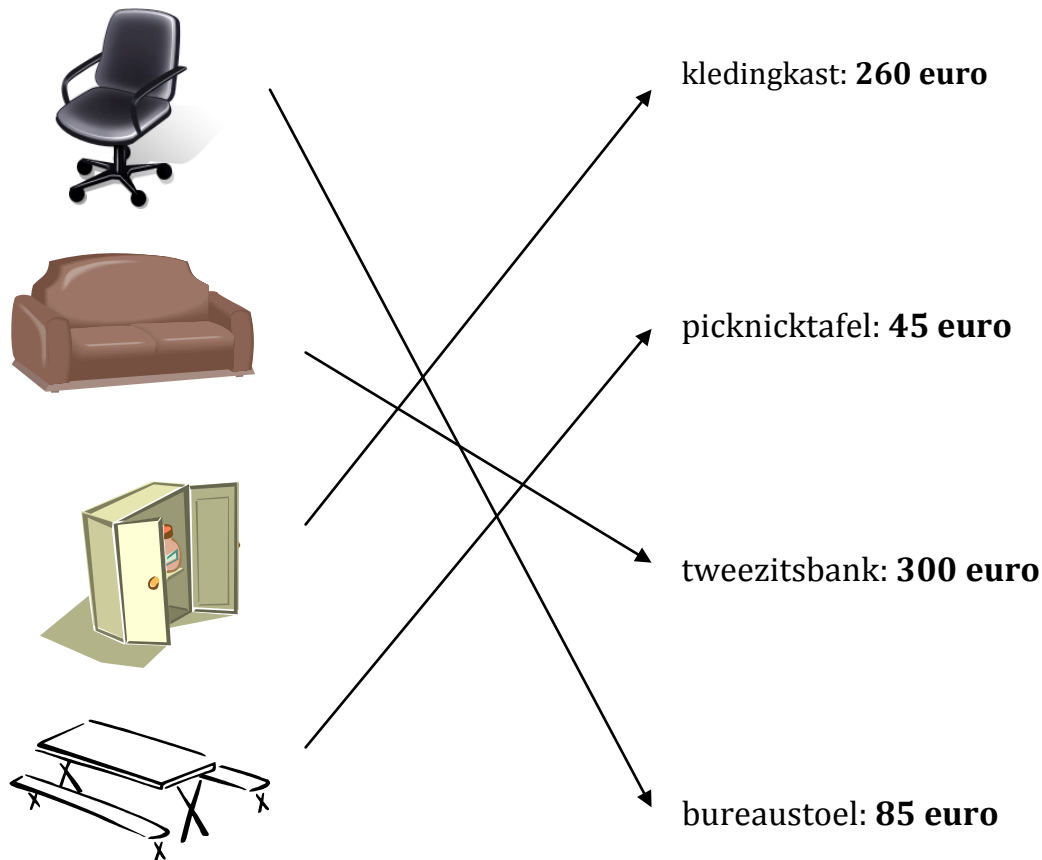 kledingkast: 260 euro
picknicktafel: 45 euro
tweezitsbank: 300 euro
bureaustoel: 85 euro